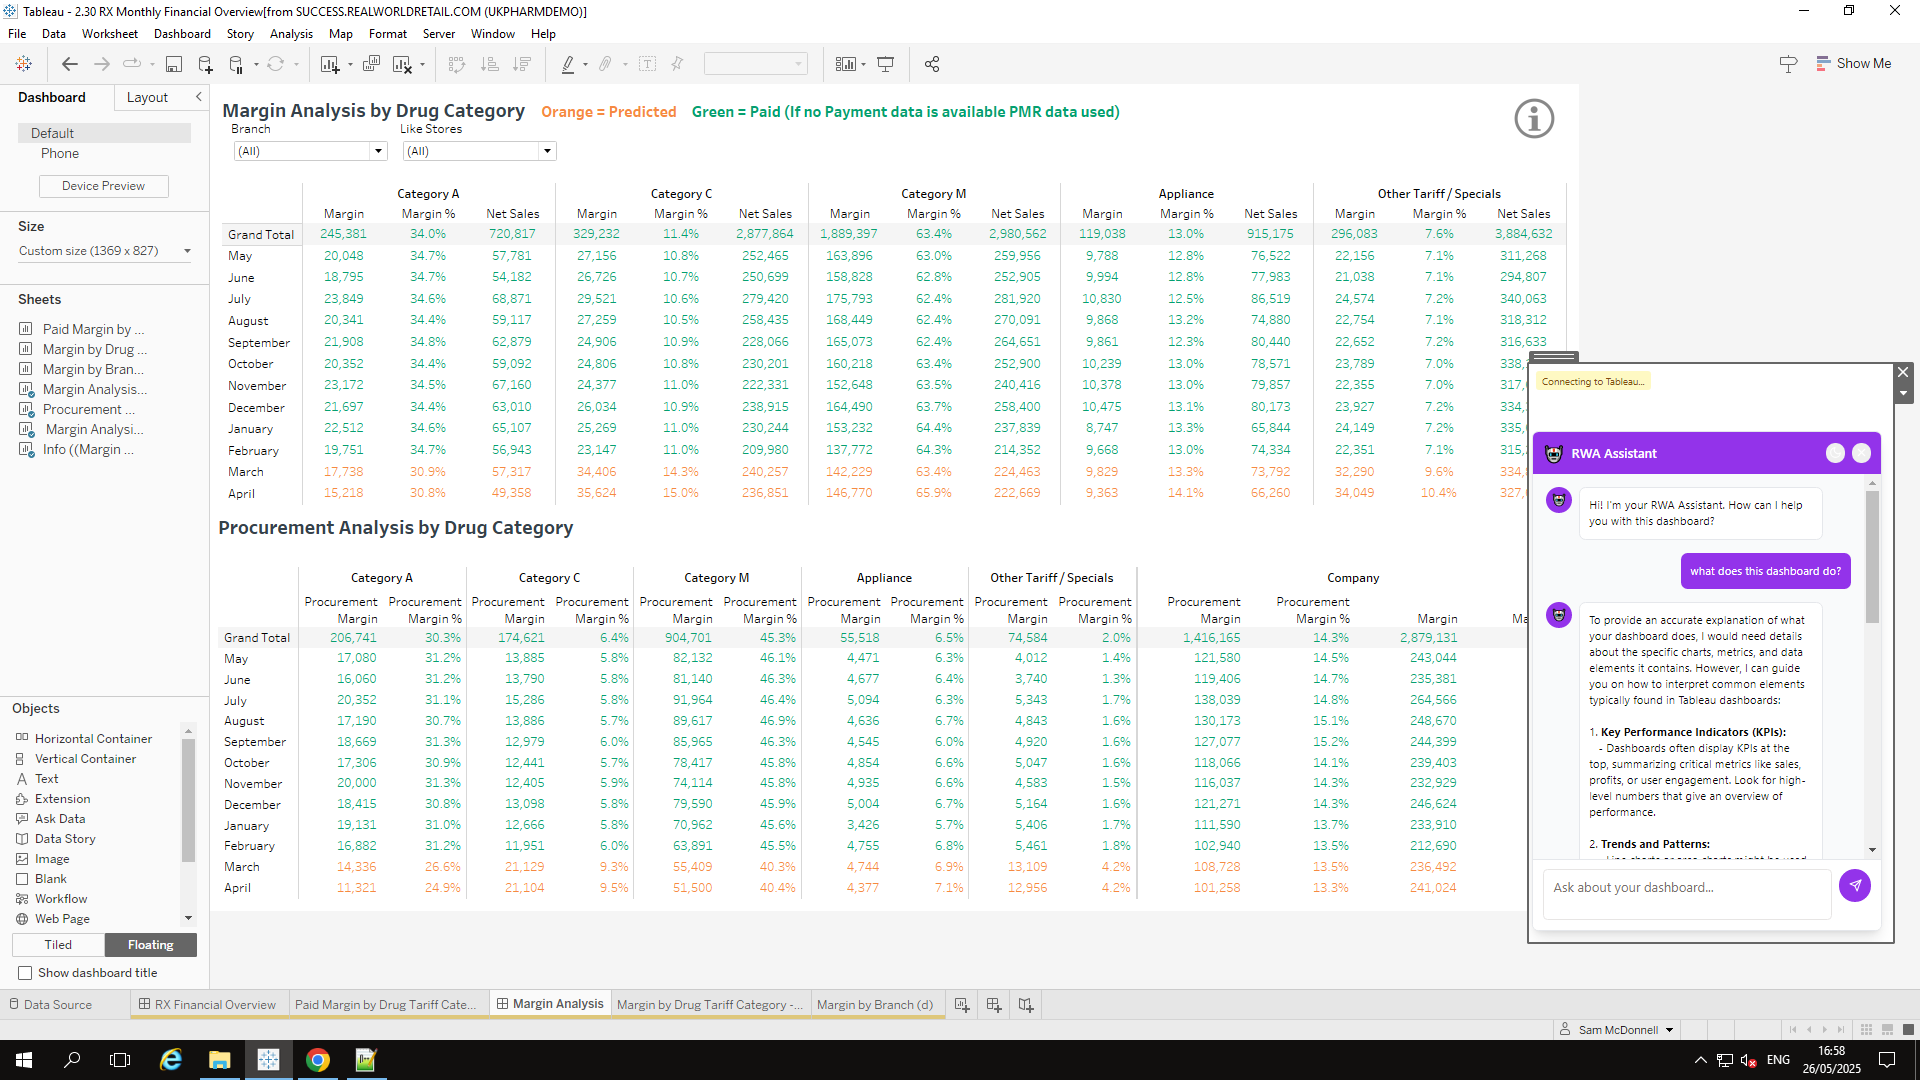 Tableau - 2.30 RX Monthly Financial Overview[from SUCCESS.REALWORLDRETAIL.COM (UKPHARMDEMO)]
File Data Worksheet Dashboard Story Analysis Map Format Server Window Help
Show Me
Dashboard Layout
Default
Phone
Device Preview
Size
Custom size (1369 x 827)
Sheets
Paid Margin by ...
Margin by Drug ...
Margin by Bran...
Margin Analysis...
Procurement ...
Margin Analysi...
Info ((Margin ...
Objects
Horizontal Container
Vertical Container
Text
Extension
Ask Data
Data Story
Image
Blank
Workflow
Web Page
Tiled Floating
Show dashboard title
Margin Analysis by Drug Category Orange = Predicted Green = Paid (If no Payment data is available PMR data used)
Branch Like Stores
(All) (All)
Category A Category C Category M Appliance Other Tariff / Specials
Margin Margin % Net Sales Margin Margin % Net Sales Margin Margin % Net Sales Margin Margin % Net Sales Margin Margin % Net Sales
Grand Total 245,381 34.0% 720,817 329,232 11.4% 2,877,864 1,889,397 63.4% 2,980,562 119,038 13.0% 915,175 296,083 7.6% 3,884,632
May 20,048 34.7% 57,781 27,156 10.8% 252,465 163,896 63.0% 259,956 9,788 12.8% 76,522 22,156 7.1% 311,268
June 18,795 34.7% 54,182 26,726 10.7% 250,699 158,828 62.8% 252,905 9,994 12.8% 77,983 21,038 7.1% 294,807
July 23,849 34.6% 68,871 29,521 10.6% 279,420 175,793 62.4% 281,920 10,830 12.5% 86,519 24,574 7.2% 340,063
August 20,341 34.4% 59,117 27,259 10.5% 258,435 168,449 62.4% 270,091 9,868 13.2% 74,880 22,754 7.1% 318,312
September 21,908 34.8% 62,879 24,906 10.9% 228,066 165,073 62.4% 264,651 9,861 12.3% 80,440 22,652 7.2% 316,633
October 20,352 34.4% 59,092 24,806 10.8% 230,201 160,218 63.4% 252,900 10,239 13.0% 78,571 23,789 7.0% 338,
November 23,172 34.5% 67,160 24,377 11.0% 222,331 152,648 63.5% 240,416 10,378 13.0% 79,857 22,355 7.0% 317,
December 21,697 34.4% 63,010 26,034 10.9% 238,915 164,490 63.7% 258,400 10,475 13.1% 80,173 23,927 7.2% 334,
January 22,512 34.6% 65,107 25,269 11.0% 230,244 153,232 64.4% 237,839 8,747 13.3% 65,844 24,149 7.2% 335,
February 19,751 34.7% 56,943 23,147 11.0% 209,980 137,772 64.3% 214,352 9,668 13.0% 74,334 22,351 7.1% 315,
March 17,738 30.9% 57,317 34,406 14.3% 240,257 142,229 63.4% 224,463 9,829 13.3% 73,792 32,290 9.6% 334,
April 15,218 30.8% 49,358 35,624 15.0% 236,851 146,770 65.9% 222,669 9,363 14.1% 66,260 34,049 10.4% 327,
Procurement Analysis by Drug Category
Category A Category C Category M Appliance Other Tariff / Specials Company
Procurement Procurement Procurement Procurement Procurement Procurement Procurement Procurement Procurement Procurement Procurement Procurement
Margin Margin % Margin Margin % Margin Margin % Margin Margin % Margin Margin % Margin Margin % Margin Ma
Grand Total 206,741 30.3% 174,621 6.4% 904,701 45.3% 55,518 6.5% 74,584 2.0% 1,416,165 14.3% 2,879,131
May 17,080 31.2% 13,885 5.8% 82,132 46.1% 4,471 6.3% 4,012 1.4% 121,580 14.5% 243,044
June 16,060 31.2% 13,790 5.8% 81,140 46.3% 4,677 6.4% 3,740 1.3% 119,406 14.7% 235,381
July 20,352 31.1% 15,286 5.8% 91,964 46.4% 5,094 6.3% 5,343 1.7% 138,039 14.8% 264,566
August 17,190 30.7% 13,886 5.7% 89,617 46.9% 4,636 6.7% 4,843 1.6% 130,173 15.1% 248,670
September 18,669 31.3% 12,979 6.0% 85,965 46.3% 4,545 6.0% 4,920 1.6% 127,077 15.2% 244,399
October 17,306 30.9% 12,441 5.7% 78,417 45.8% 4,854 6.6% 5,047 1.6% 118,066 14.1% 239,403
November 20,000 31.3% 12,405 5.9% 74,114 45.8% 4,935 6.6% 4,583 1.5% 116,037 14.3% 232,929
December 18,415 30.8% 13,098 5.8% 79,590 45.9% 5,004 6.7% 5,164 1.6% 121,271 14.3% 246,624
January 19,131 31.0% 12,666 5.8% 70,962 45.6% 3,426 5.7% 5,406 1.7% 111,590 13.7% 233,910
February 16,882 31.2% 11,951 6.0% 63,891 45.5% 4,755 6.8% 5,461 1.8% 102,940 13.5% 212,690
March 14,336 26.6% 21,129 9.3% 55,409 40.3% 4,744 6.9% 13,109 4.2% 108,728 13.5% 236,492
April 11,321 24.9% 21,104 9.5% 51,500 40.4% 4,377 7.1% 12,956 4.2% 101,258 13.3% 241,024
Connecting to Tableau...
RWA Assistant
Hi! I'm your RWA Assistant. How can I help
you with this dashboard?
what does this dashboard do?
To provide an accurate explanation of what
your dashboard does, I would need details
about the specific charts, metrics, and data
elements it contains. However, I can guide
you on how to interpret common elements
typically found in Tableau dashboards:
1. Key Performance Indicators (KPIs):
- Dashboards often display KPIs at the
top, summarizing critical metrics like sales,
profits, or user engagement. Look for high-
level numbers that give an overview of
performance.
2. Trends and Patterns:
Ask about your dashboard...
Data Source RX Financial Overview Paid Margin by Drug Tariff Cate... Margin Analysis Margin by Drug Tariff Category -... Margin by Branch (d)
Sam McDonnell
ENG
16:58
26/05/2025